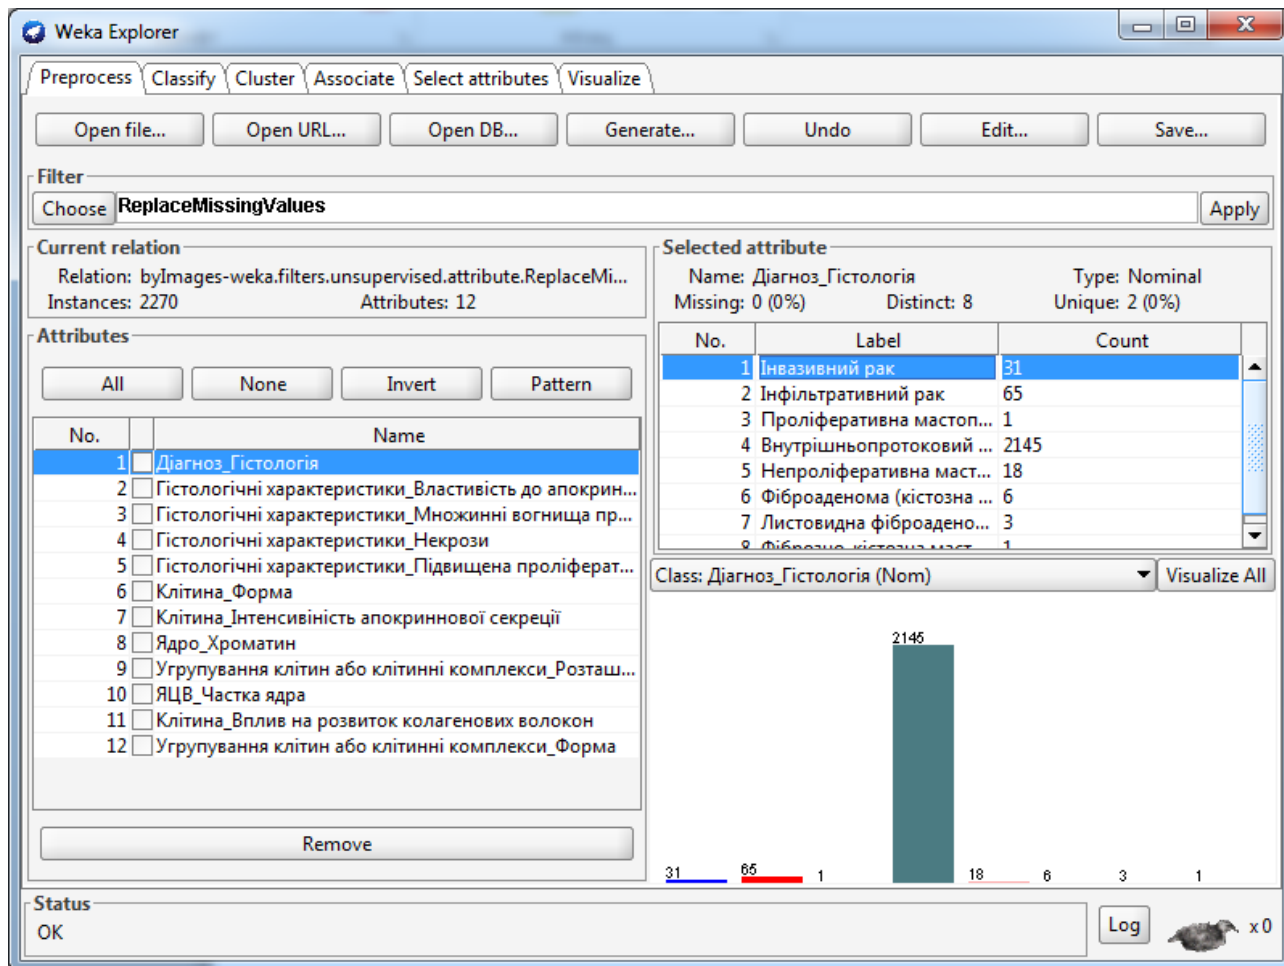 Weka Explorer
Preprocess Classify Cluster Associate Select attributes Visualize
Open file... Open URL... Open DB... Generate... Undo Edit... Save...
Filter
Choose ReplaceMissingValues Apply
Current relation
Relation: byImages-weka.filters.unsupervised.attribute.ReplaceMi...
Instances: 2270 Attributes: 12
Attributes
All None Invert Pattern
No. Name
1 Діагноз_Гістологія
2 Гістологічні характеристики_Властивість до апокрин...
3 Гістологічні характеристики_Множинні вогнища пр...
4 Гістологічні характеристики_Некрози
5 Гістологічні характеристики_Підвищена проліферат...
6 Клітина_Форма
7 Клітина_Інтенсивіність апокриннової секреції
8 Ядро_Хроматин
9 Угрупування клітин або клітинні комплекси_Розташ...
10 ЯЦВ_Частка ядра
11 Клітина_Вплив на розвиток колагенових волокон
12 Угрупування клітин або клітинні комплекси_Форма
Remove
Selected attribute
Name: Діагноз_Гістологія Type: Nominal
Missing: 0 (0%) Distinct: 8 Unique: 2 (0%)
No. Label Count
1 Інвазивний рак 31
2 Інфільтративний рак 65
3 Проліферативна мастоп... 1
4 Внутрішньопротоковий ... 2145
5 Непроліферативна маст... 18
6 Фіброаденома (кістозна ... 6
7 Листовидна фіброадено... 3
8 Фіброзно-кістозна маст... 1
Class: Діагноз_Гістологія (Nom) Visualize All
2145
31 65 1 18 6 3 1
Status
OK
Log x 0